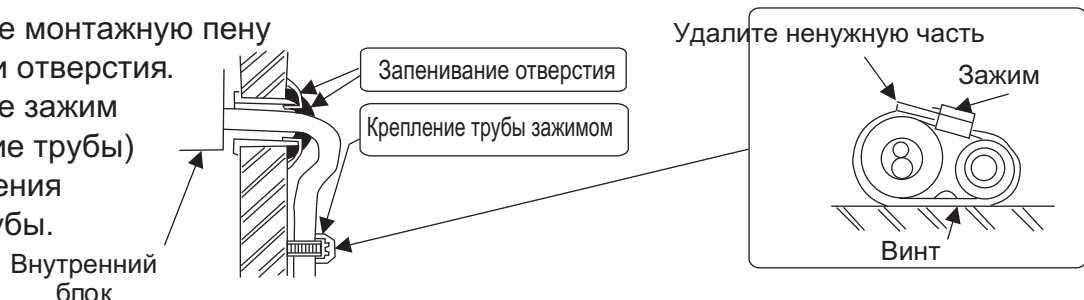 е монтажную пену
и отверстия.
е зажим
ие трубы)
ения
убы.
Внутренний
блок
Запенивание отверстия
Крепление трубы зажимом
Удалите ненужную часть
Зажим
Винт